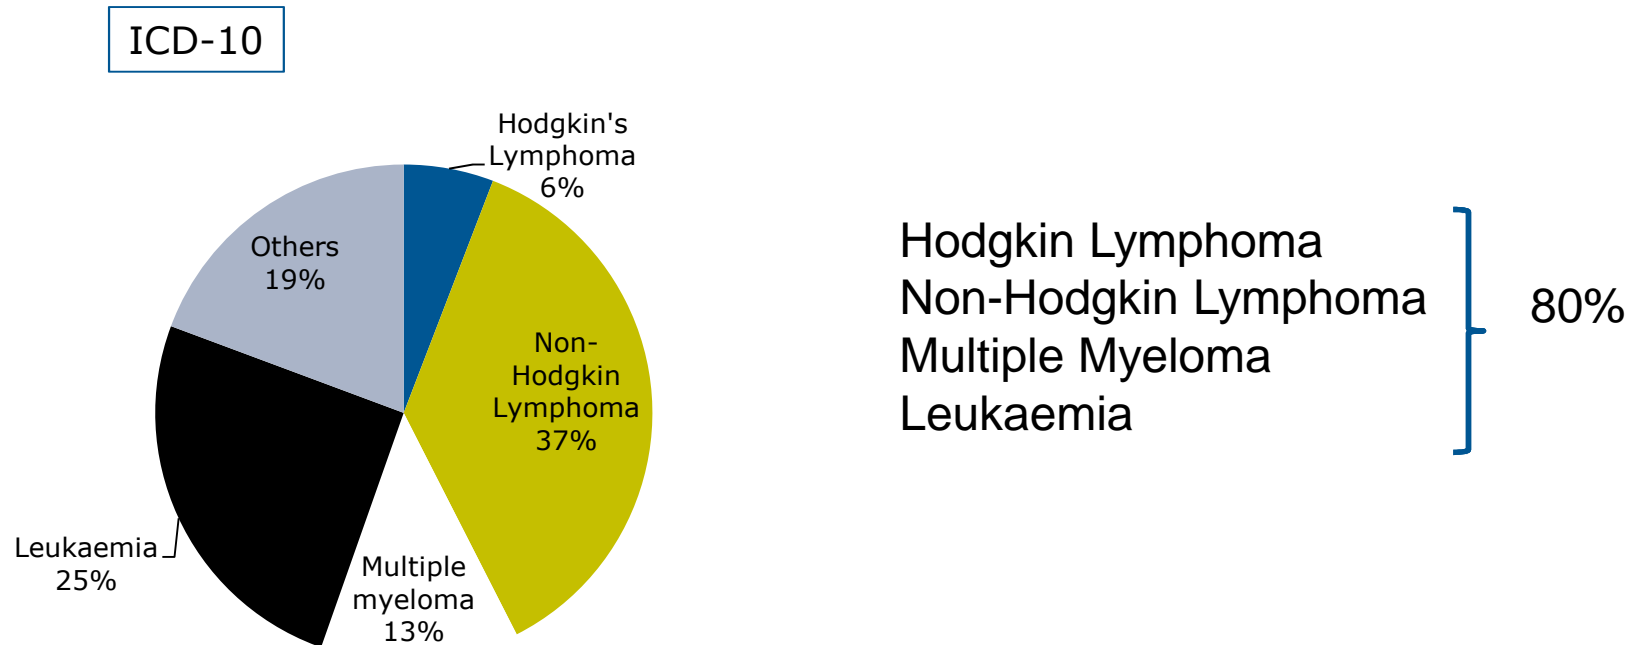 ICD-10
Hodgkin's
Lymphoma
6%
Others
19%
Non-
Hodgkin
Lymphoma
37%
Leukaemia
25%
Multiple
myeloma
13%
Hodgkin Lymphoma
Non-Hodgkin Lymphoma
Multiple Myeloma
Leukaemia
80%